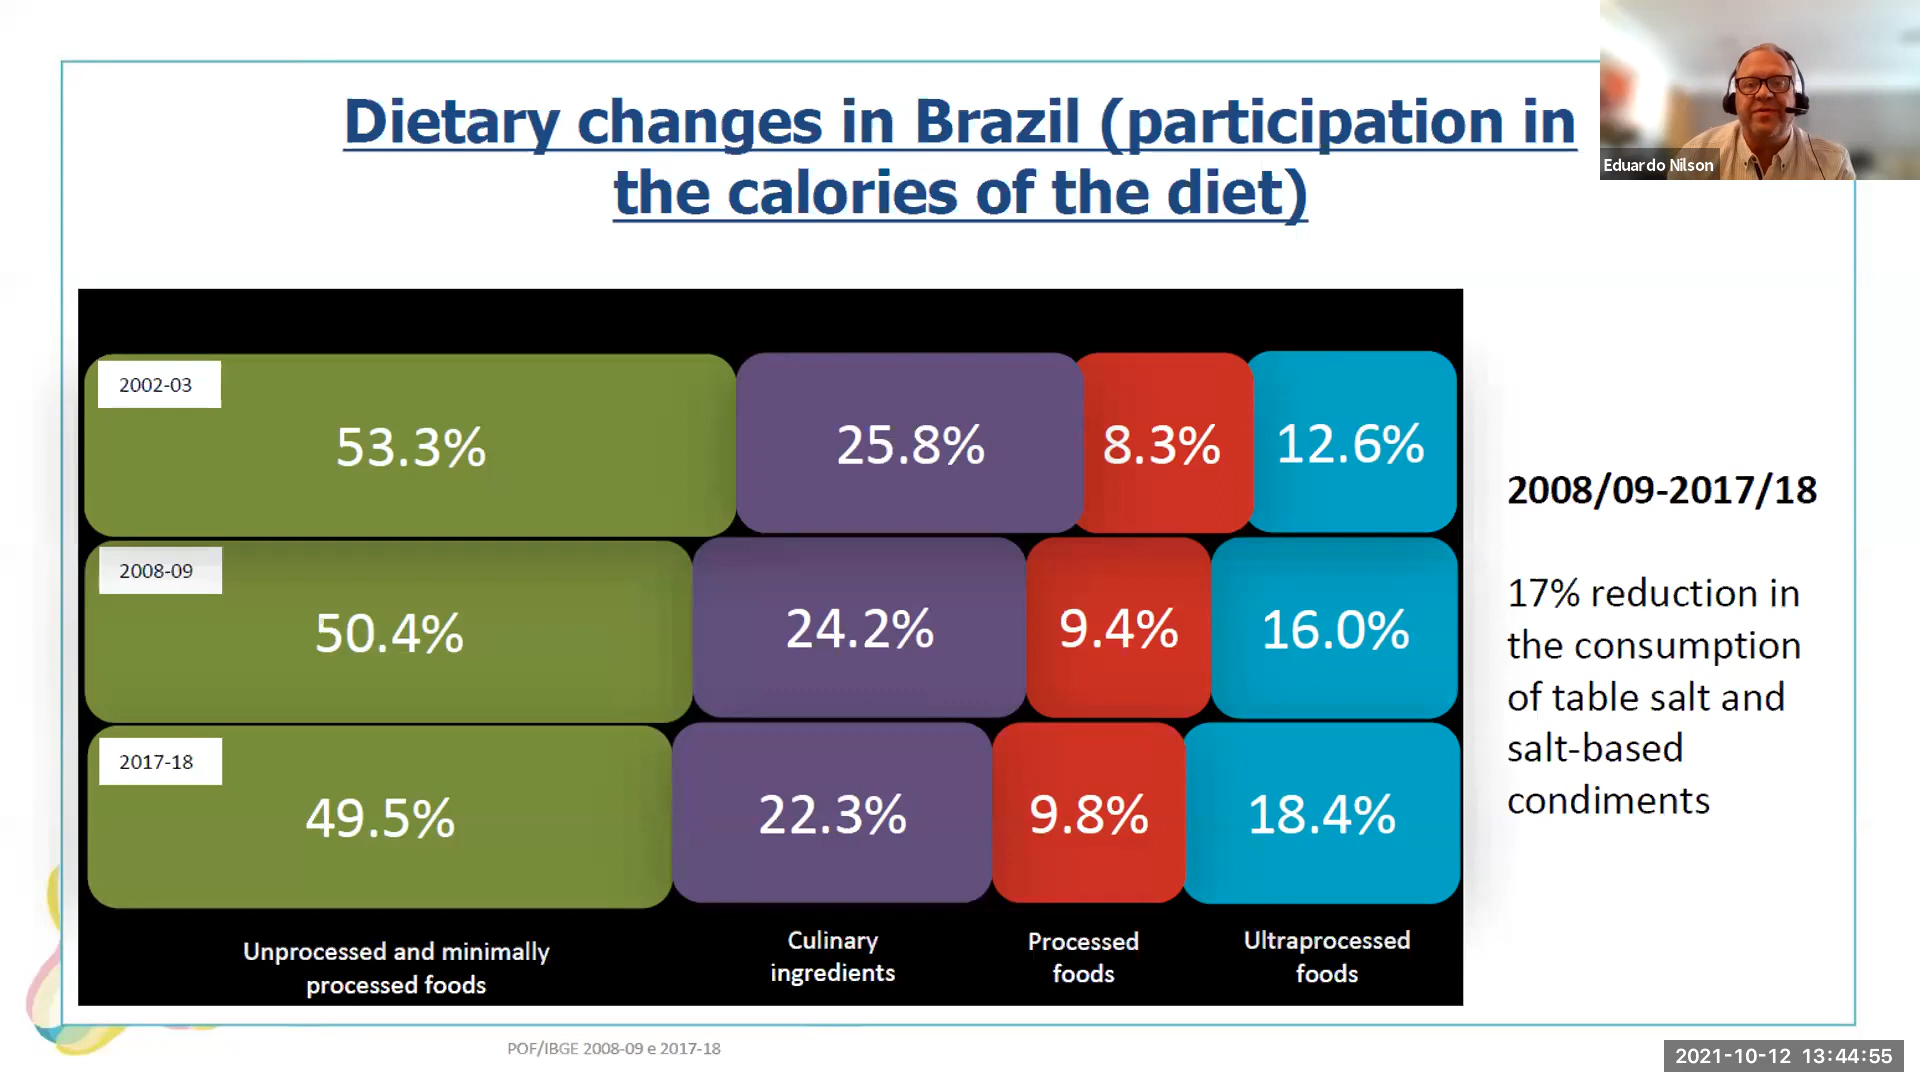 Dietary changes in Brazil (participation in
the calories of the diet)
Eduardo Nilson
2002-03
53.3%
25.8%
8.3%
12.6%
2008-09
50.4%
24.2%
9.4%
16.0%
2017-18
49.5%
22.3%
9.8%
18.4%
Unprocessed and minimally
processed foods
Culinary
ingredients
Processed
foods
Ultraprocessed
foods
2008/09-2017/18
17% reduction in
the consumption
of table salt and
salt-based
condiments
POF/IBGE 2008-09 e 2017-18
2021-10-12 13:44:55